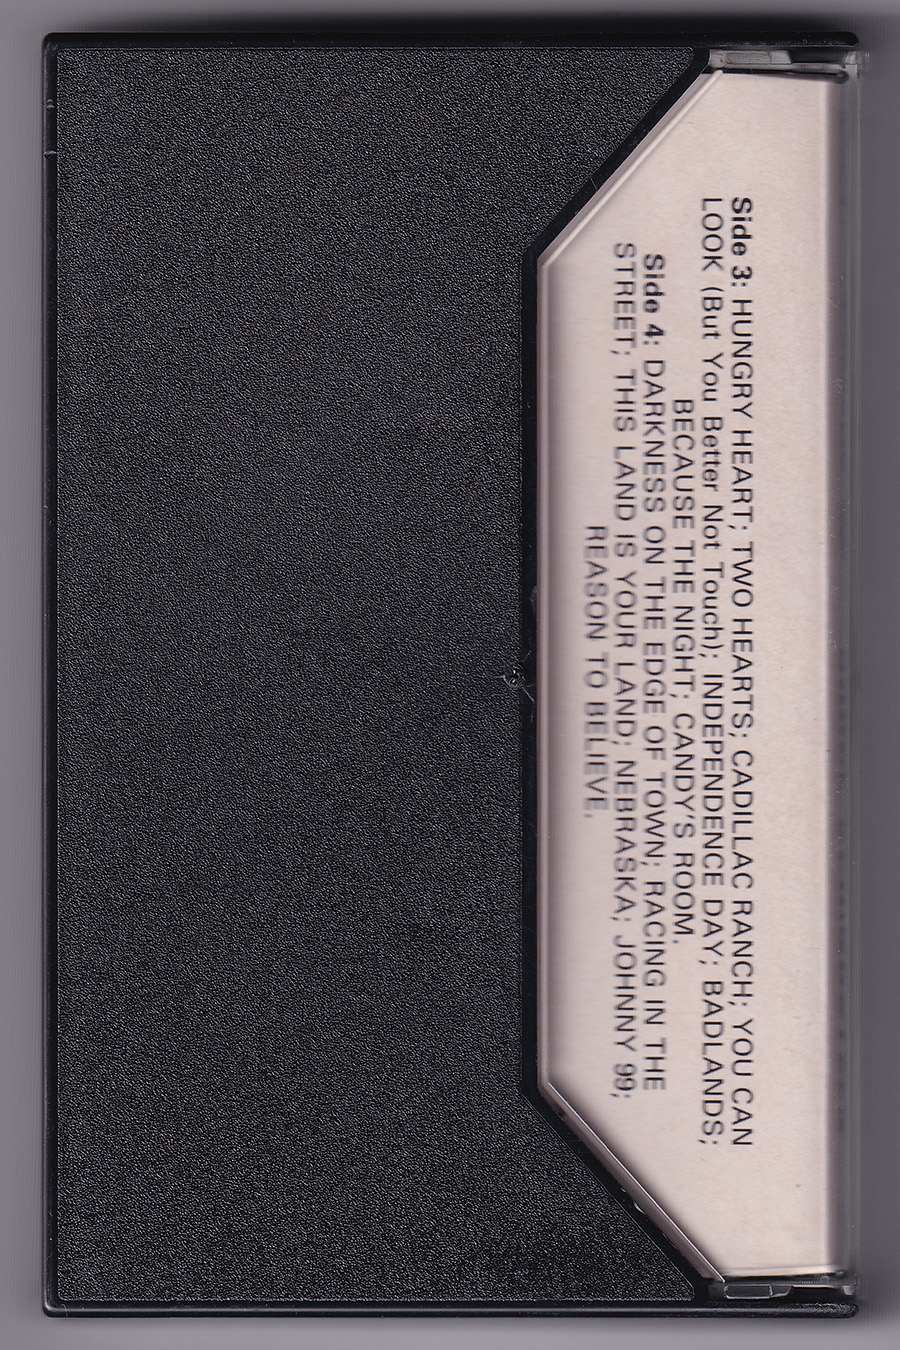 Side 3: HUNGRY HEART; TWO HEARTS; CADILLAC RANCH; YOU CAN
LOOK (But You Better Not Touch); INDEPENDENCE DAY; BADLANDS;
BECAUSE THE NIGHT; CANDY'S ROOM.
Side 4: DARKNESS ON THE EDGE OF TOWN; RACING IN THE
STREET; THIS LAND IS YOUR LAND; NEBRASKA; JOHNNY 99;
REASON TO BELIEVE.